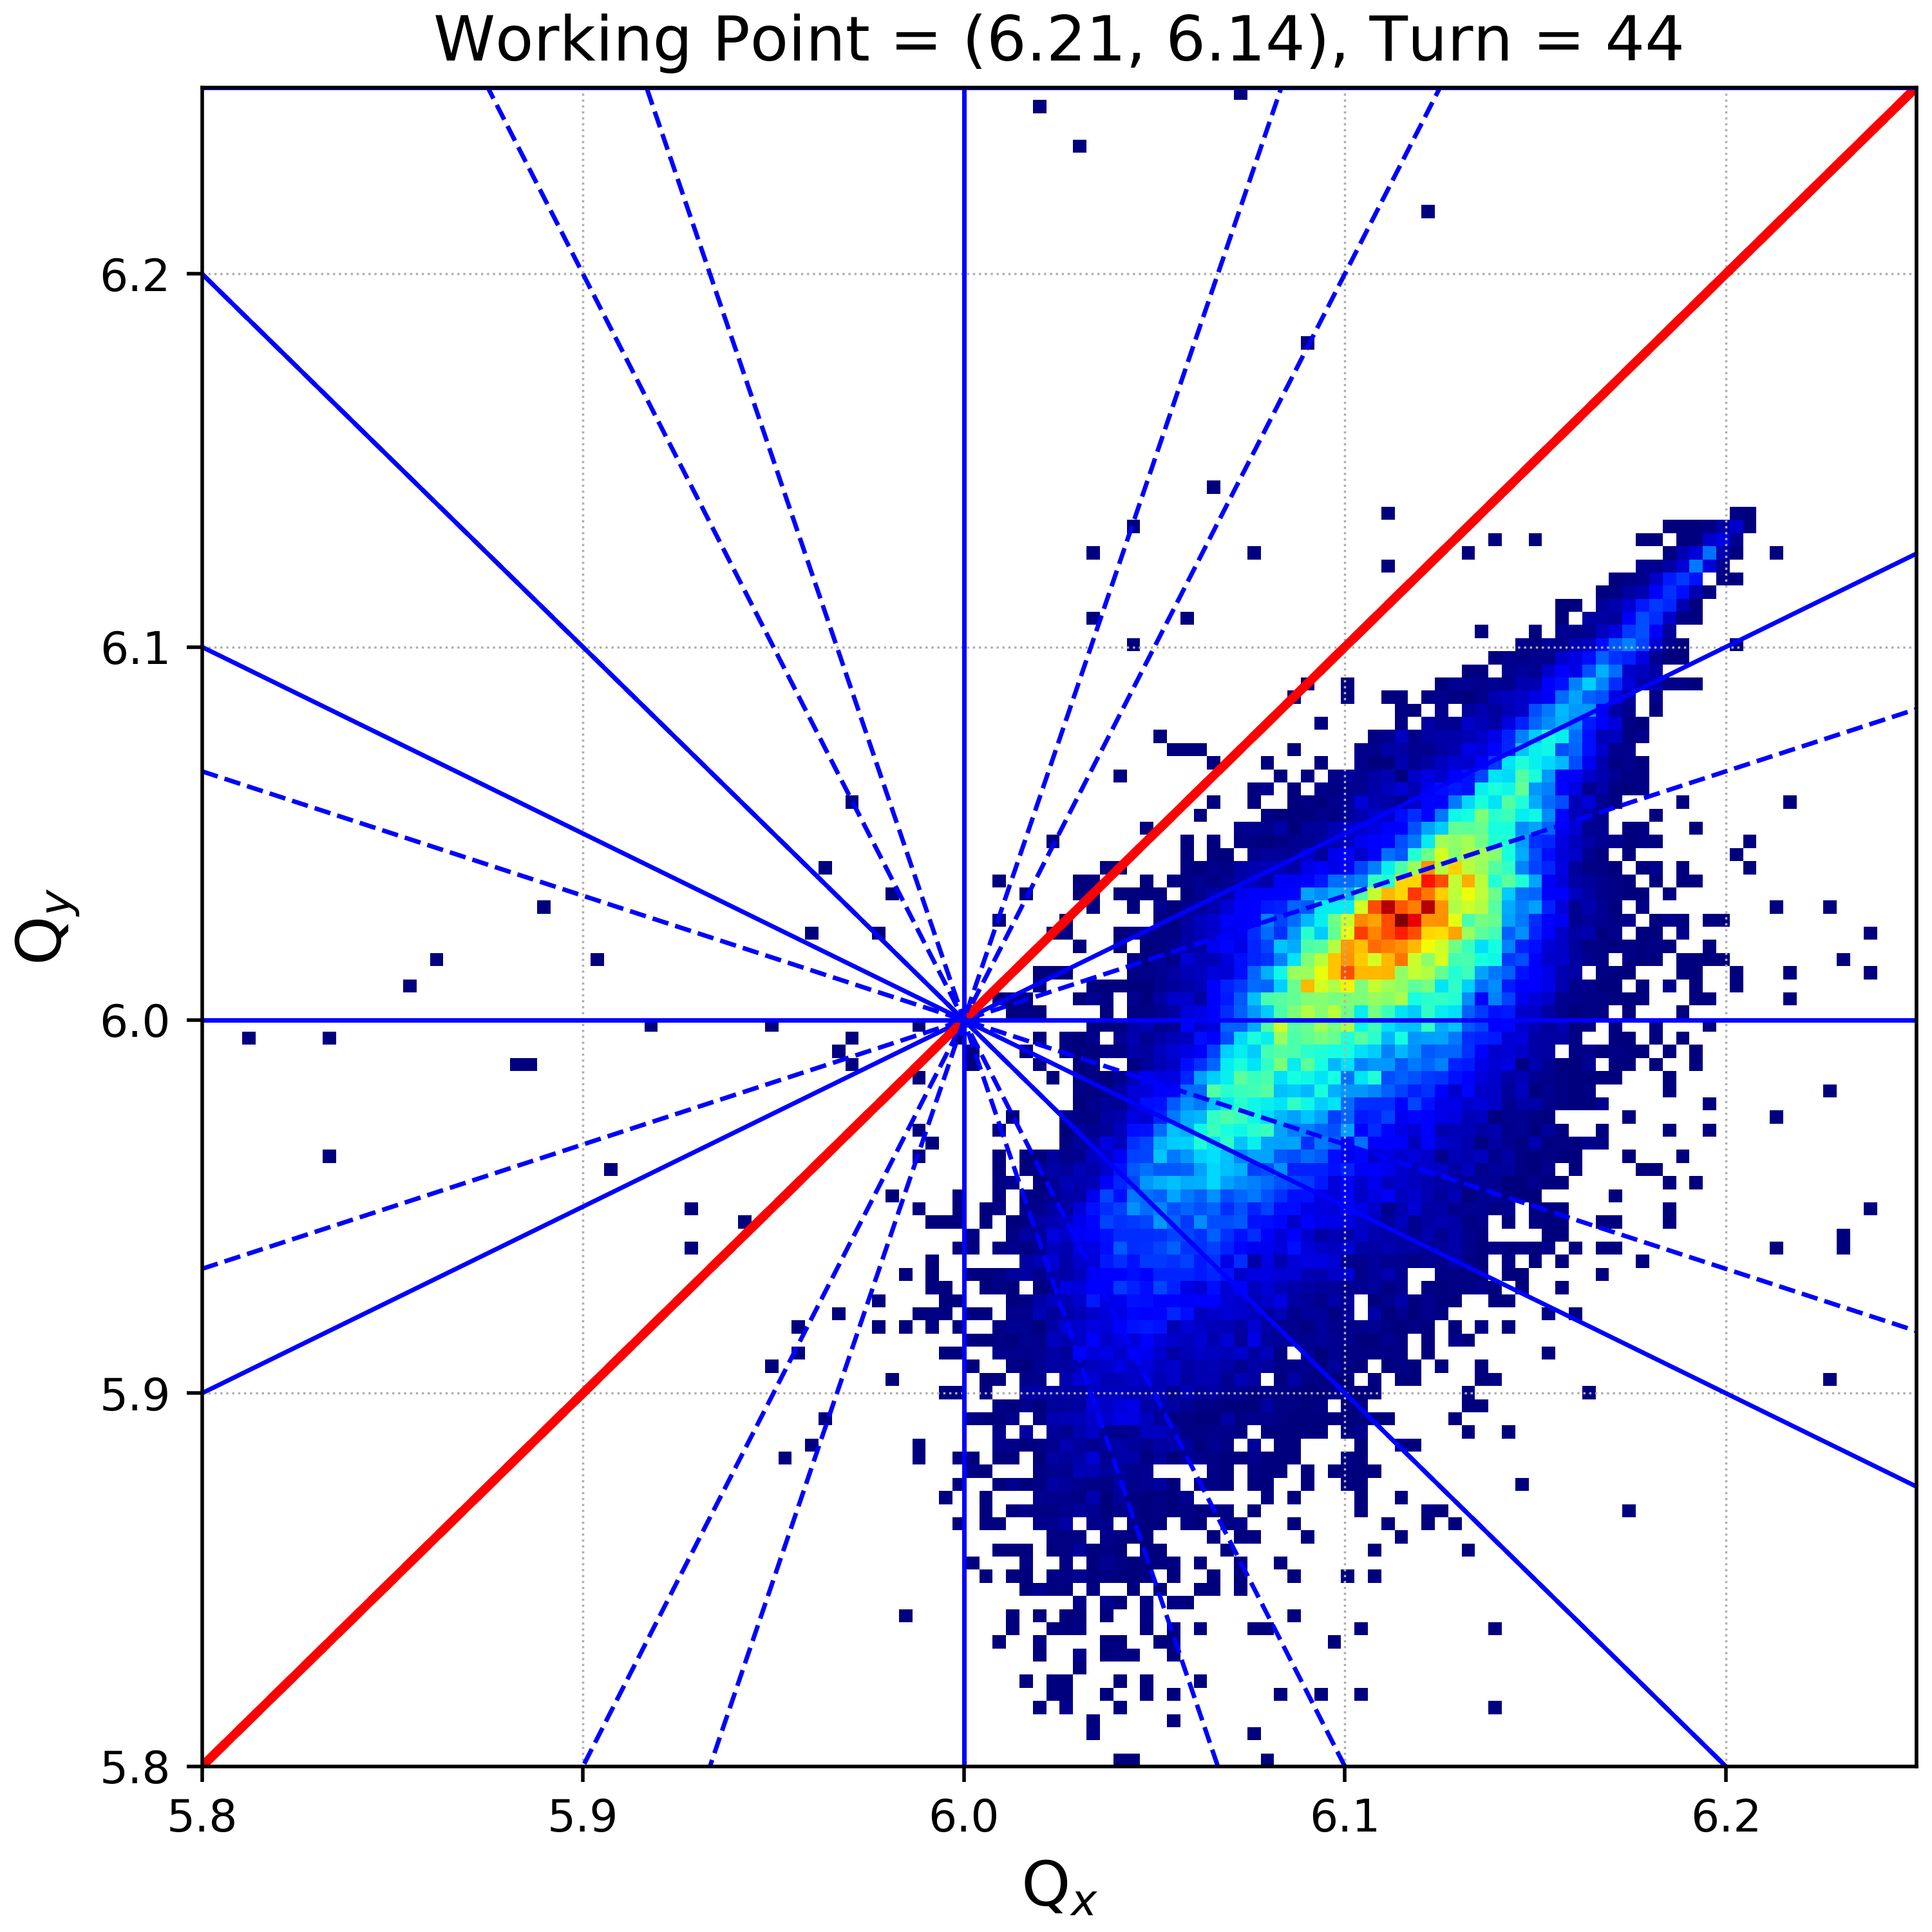 Working Point = (6.21, 6.14), Turn = 44
6.2
6.1
6.0
5.9
5.8
Qy
5.8 5.9 6.0 6.1 6.2
Qx